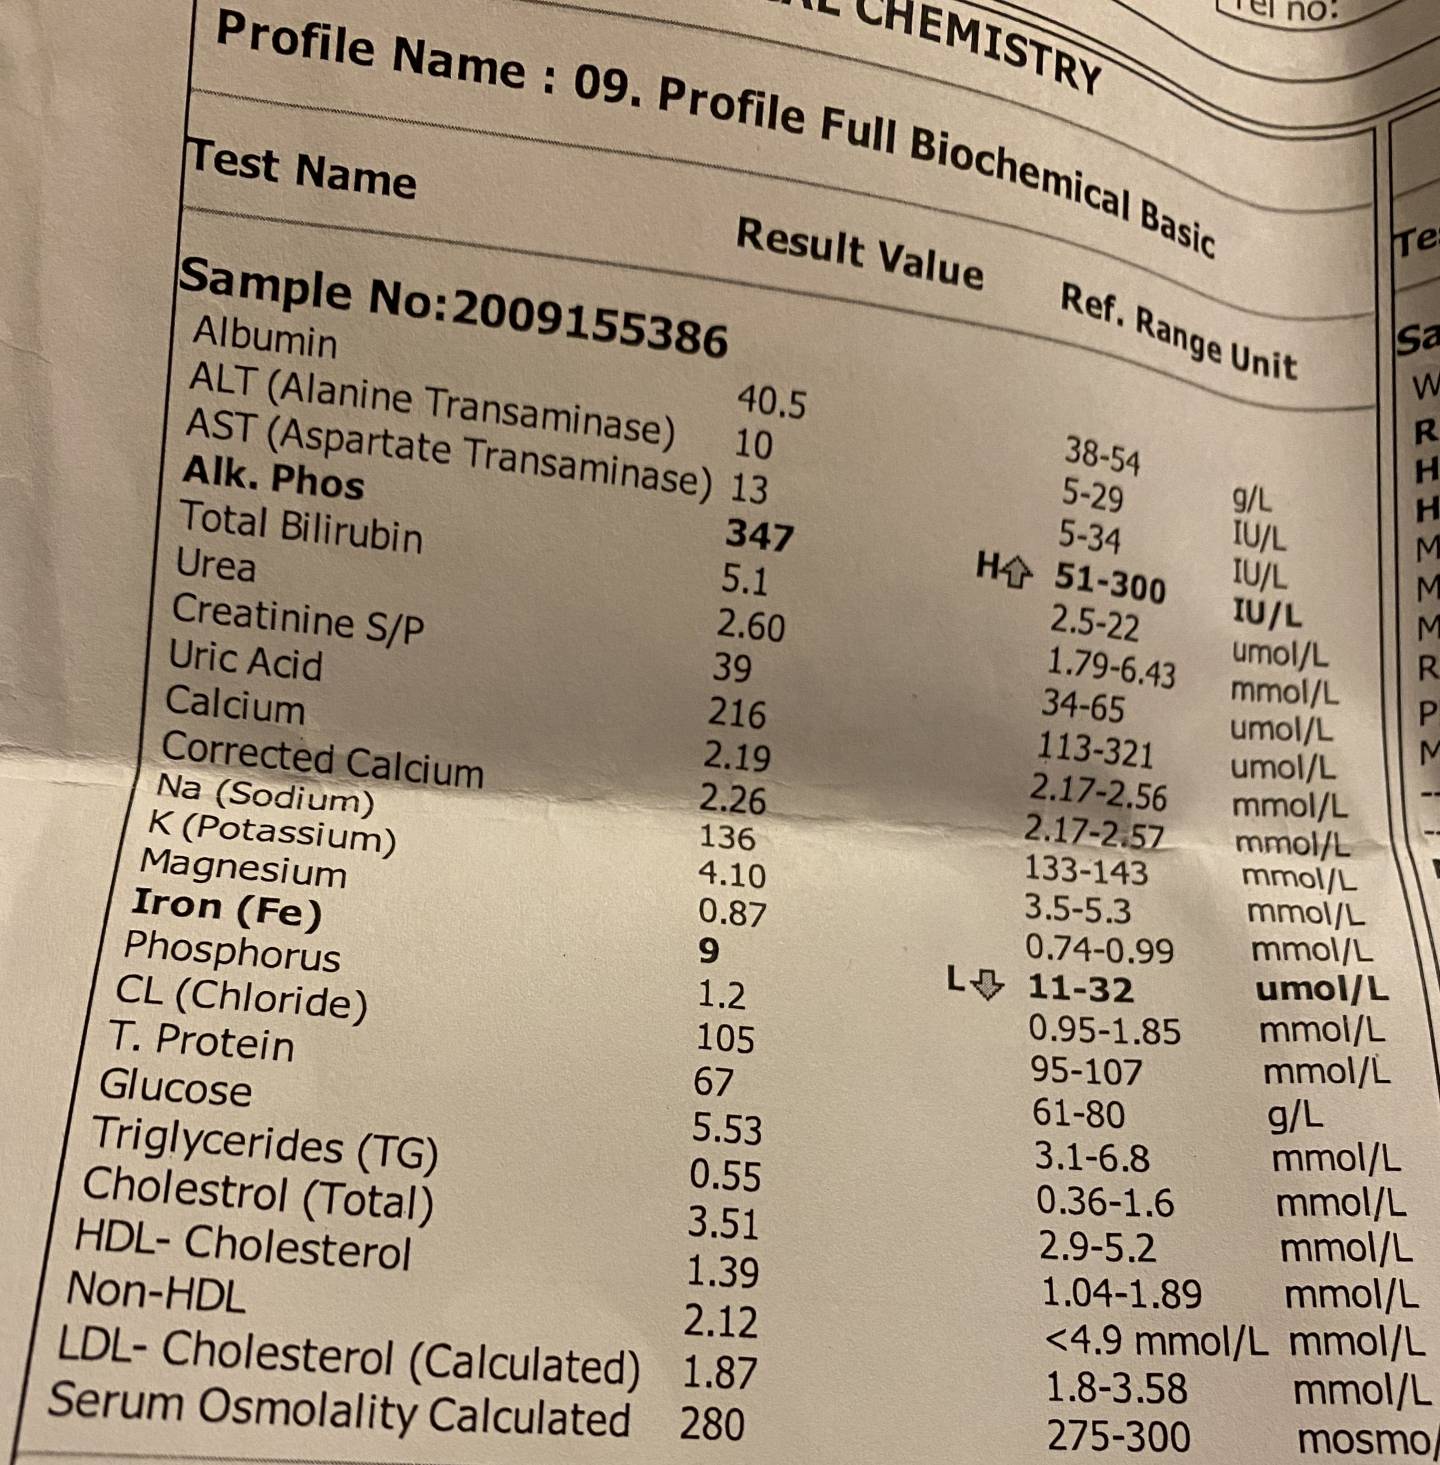 CHEMISTRY
Tel no:
Profile Name : 09. Profile Full Biochemical Basic
Test Name Result Value Ref. Range Unit
Sample No:2009155386
Albumin 40.5 38-54 g/L
ALT (Alanine Transaminase) 10 5-29 IU/L
AST (Aspartate Transaminase) 13 5-34 IU/L
Alk. Phos 347 H 51-300 IU/L
Total Bilirubin 5.1 2.5-22 umol/L
Urea 2.60 1.79-6.43 mmol/L
Creatinine S/P 39 34-65 umol/L
Uric Acid 216 113-321 umol/L
Calcium 2.19 2.17-2.56 mmol/L
Corrected Calcium 2.26 2.17-2.57 mmol/L
Na (Sodium) 136 133-143 mmol/L
K (Potassium) 4.10 3.5-5.3 mmol/L
Magnesium 0.87 0.74-0.99 mmol/L
Iron (Fe) 9 L 11-32 umol/L
Phosphorus 1.2 0.95-1.85 mmol/L
CL (Chloride) 105 95-107 mmol/L
T. Protein 67 61-80 g/L
Glucose 5.53 3.1-6.8 mmol/L
Triglycerides (TG) 0.55 0.36-1.6 mmol/L
Cholestrol (Total) 3.51 2.9-5.2 mmol/L
HDL- Cholesterol 1.39 1.04-1.89 mmol/L
Non-HDL 2.12 <4.9 mmol/L mmol/L
LDL- Cholesterol (Calculated) 1.87 1.8-3.58 mmol/L
Serum Osmolality Calculated 280 275-300 mosmo/